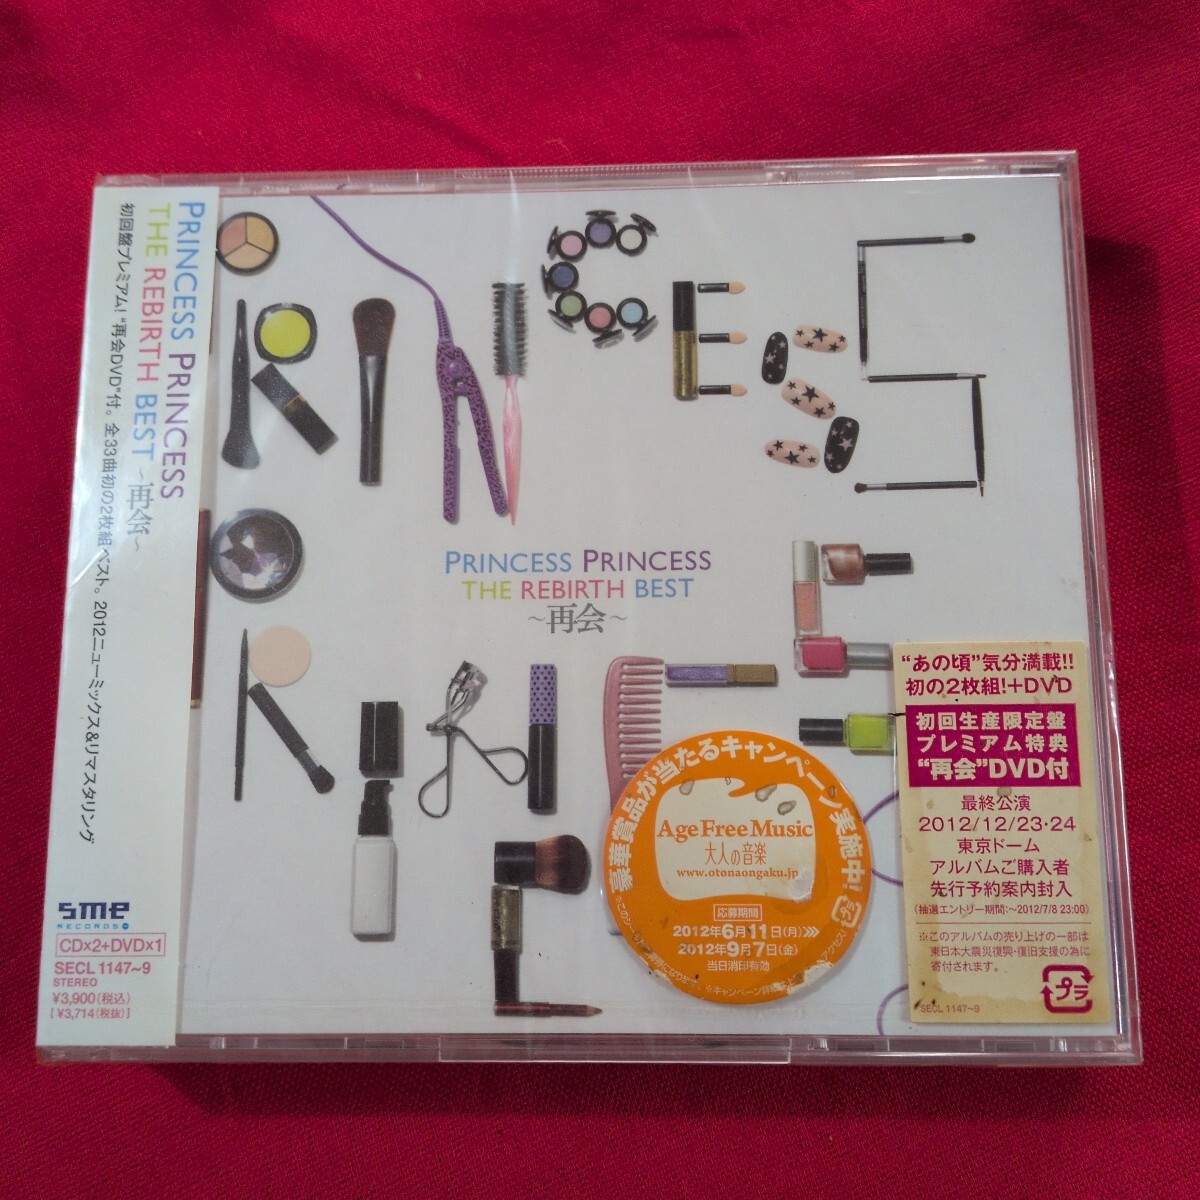 PRINCESS PRINCESS
THE REBIRTH BEST ~再会~
初回盤プレミアム!“再会DVD”付。全33曲初の2枚組ベスト。2012ニューミックス&リマスタリング
sme
RECORDS
CD×2+DVD×1
SECL 1147~9
STEREO
¥3,900(税込)
[¥3,714(税抜)]
PRINCESS PRINCESS
THE REBIRTH BEST
~再会~
豪華賞品が当たるキャンペーン実施中!
Age Free Music
大人の音楽
www.otonaongaku.jp
応募期間
2012年6月11日(月)>>>
2012年9月7日(金)
当日消印有効
“あの頃”気分満載!!
初の2枚組!+DVD
初回生産限定盤
プレミアム特典
“再会”DVD付
最終公演
2012/12/23・24
東京ドーム
アルバムご購入者
先行予約案内封入
(抽選エントリー期間:~2012/7/8 23:00)
※このアルバムの売り上げの一部は
東日本大震災復興・復旧支援の為に
寄付されます。
プラ
SECL 1147~9